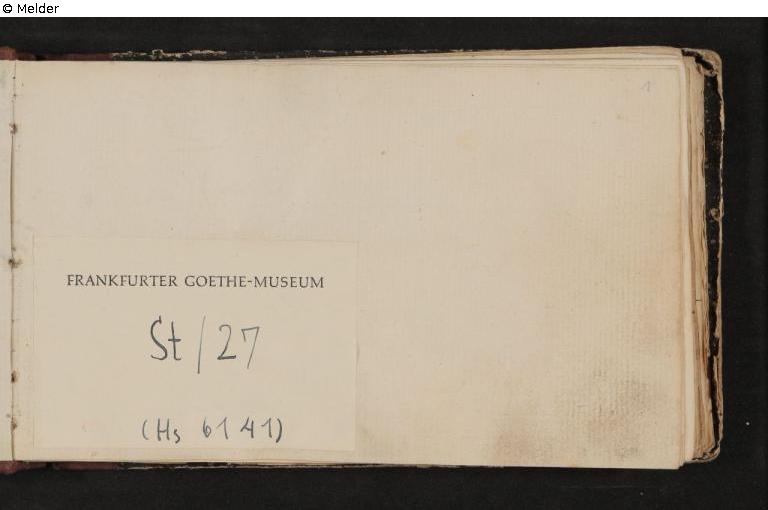 © Melder
1
FRANKFURTER GOETHE-MUSEUM
St/27
(Hs 6141)